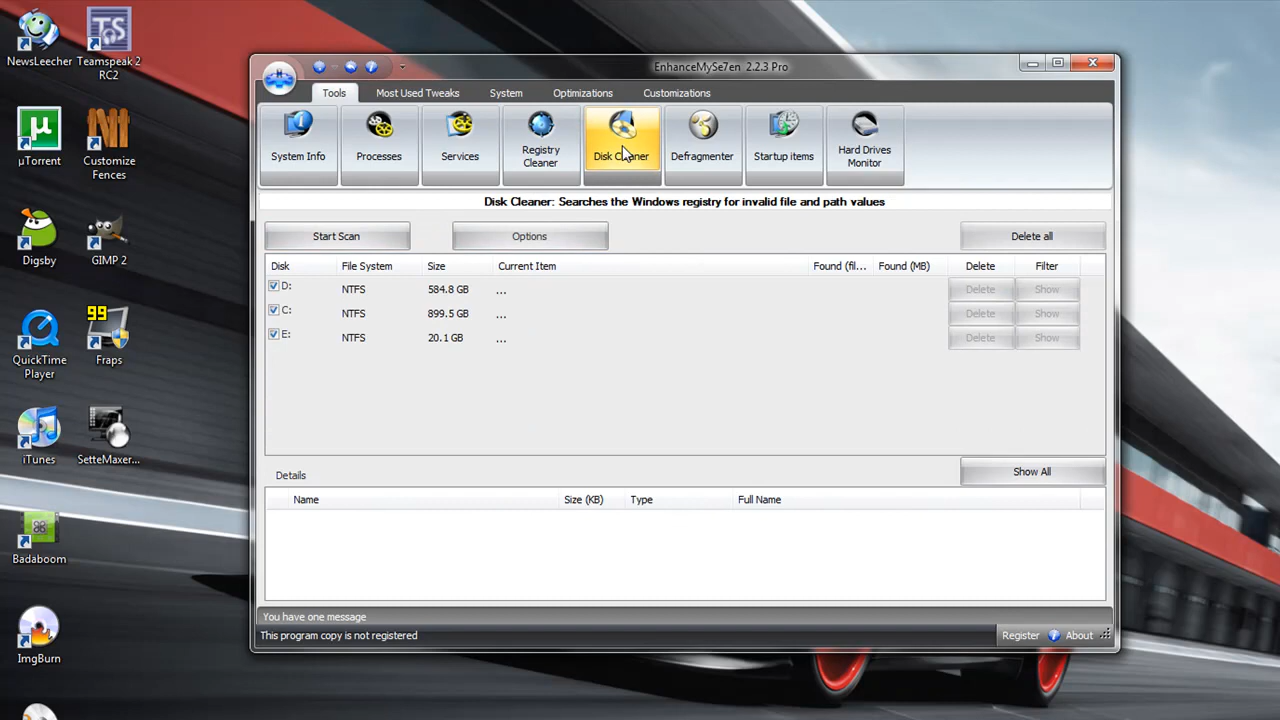 NewsLeecher
Teamspeak 2
RC2
µTorrent
Customize
Fences
Digsby
GIMP 2
99
QuickTime
Player
Fraps
iTunes
SetteMaxer...
Badaboom
ImgBurn
EnhanceMySe7en 2.2.3 Pro
Tools
Most Used Tweaks
System
Optimizations
Customizations
System Info
Processes
Services
Registry
Cleaner
Disk Cleaner
Defragmenter
Startup items
Hard Drives
Monitor
Disk Cleaner: Searches the Windows registry for invalid file and path values
Start Scan
Options
Delete all
Disk File System Size Current Item Found (fil... Found (MB) Delete Filter
D: NTFS 584.8 GB ... Delete Show
C: NTFS 899.5 GB ... Delete Show
E: NTFS 20.1 GB ... Delete Show
Details
Show All
Name Size (KB) Type Full Name
You have one message
This program copy is not registered
Register
About